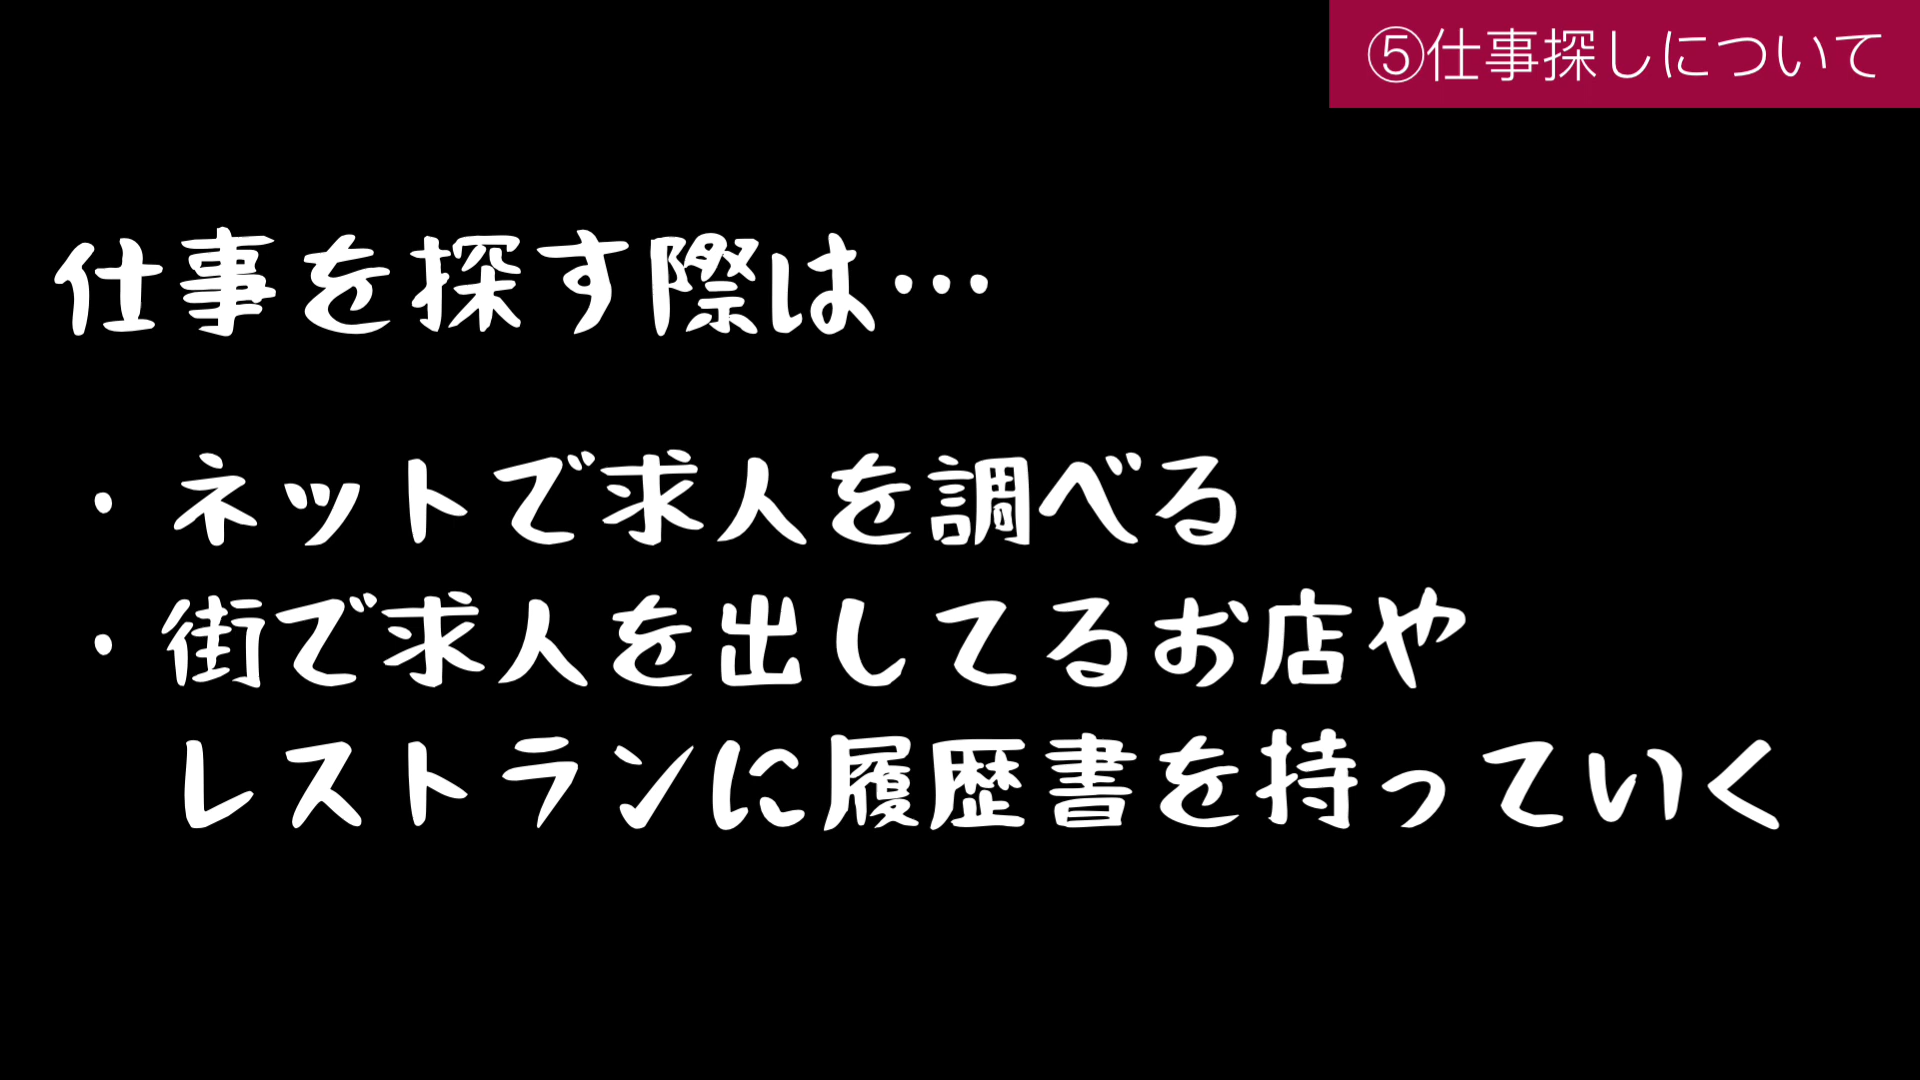 ⑤仕事探しについて
仕事を探す際は…
・ネットで求人を調べる
・街で求人を出してるお店や
レストランに履歴書を持っていく